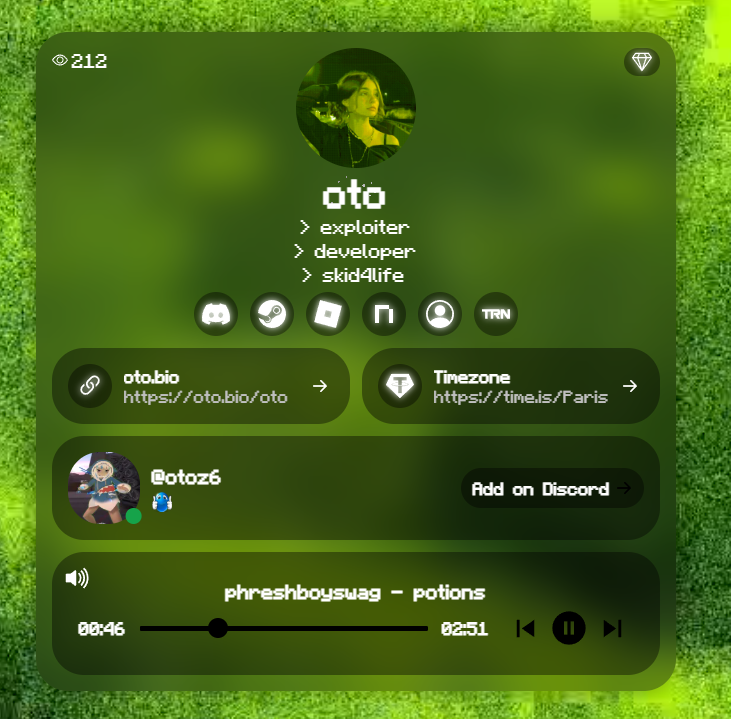 212
oto
> exploiter
> developer
> skid4life
TRN
oto.bio
https://oto.bio/oto
Timezone
https://time.is/Paris
@otoz6
Add on Discord
phreshboyswag - potions
00:46
02:51